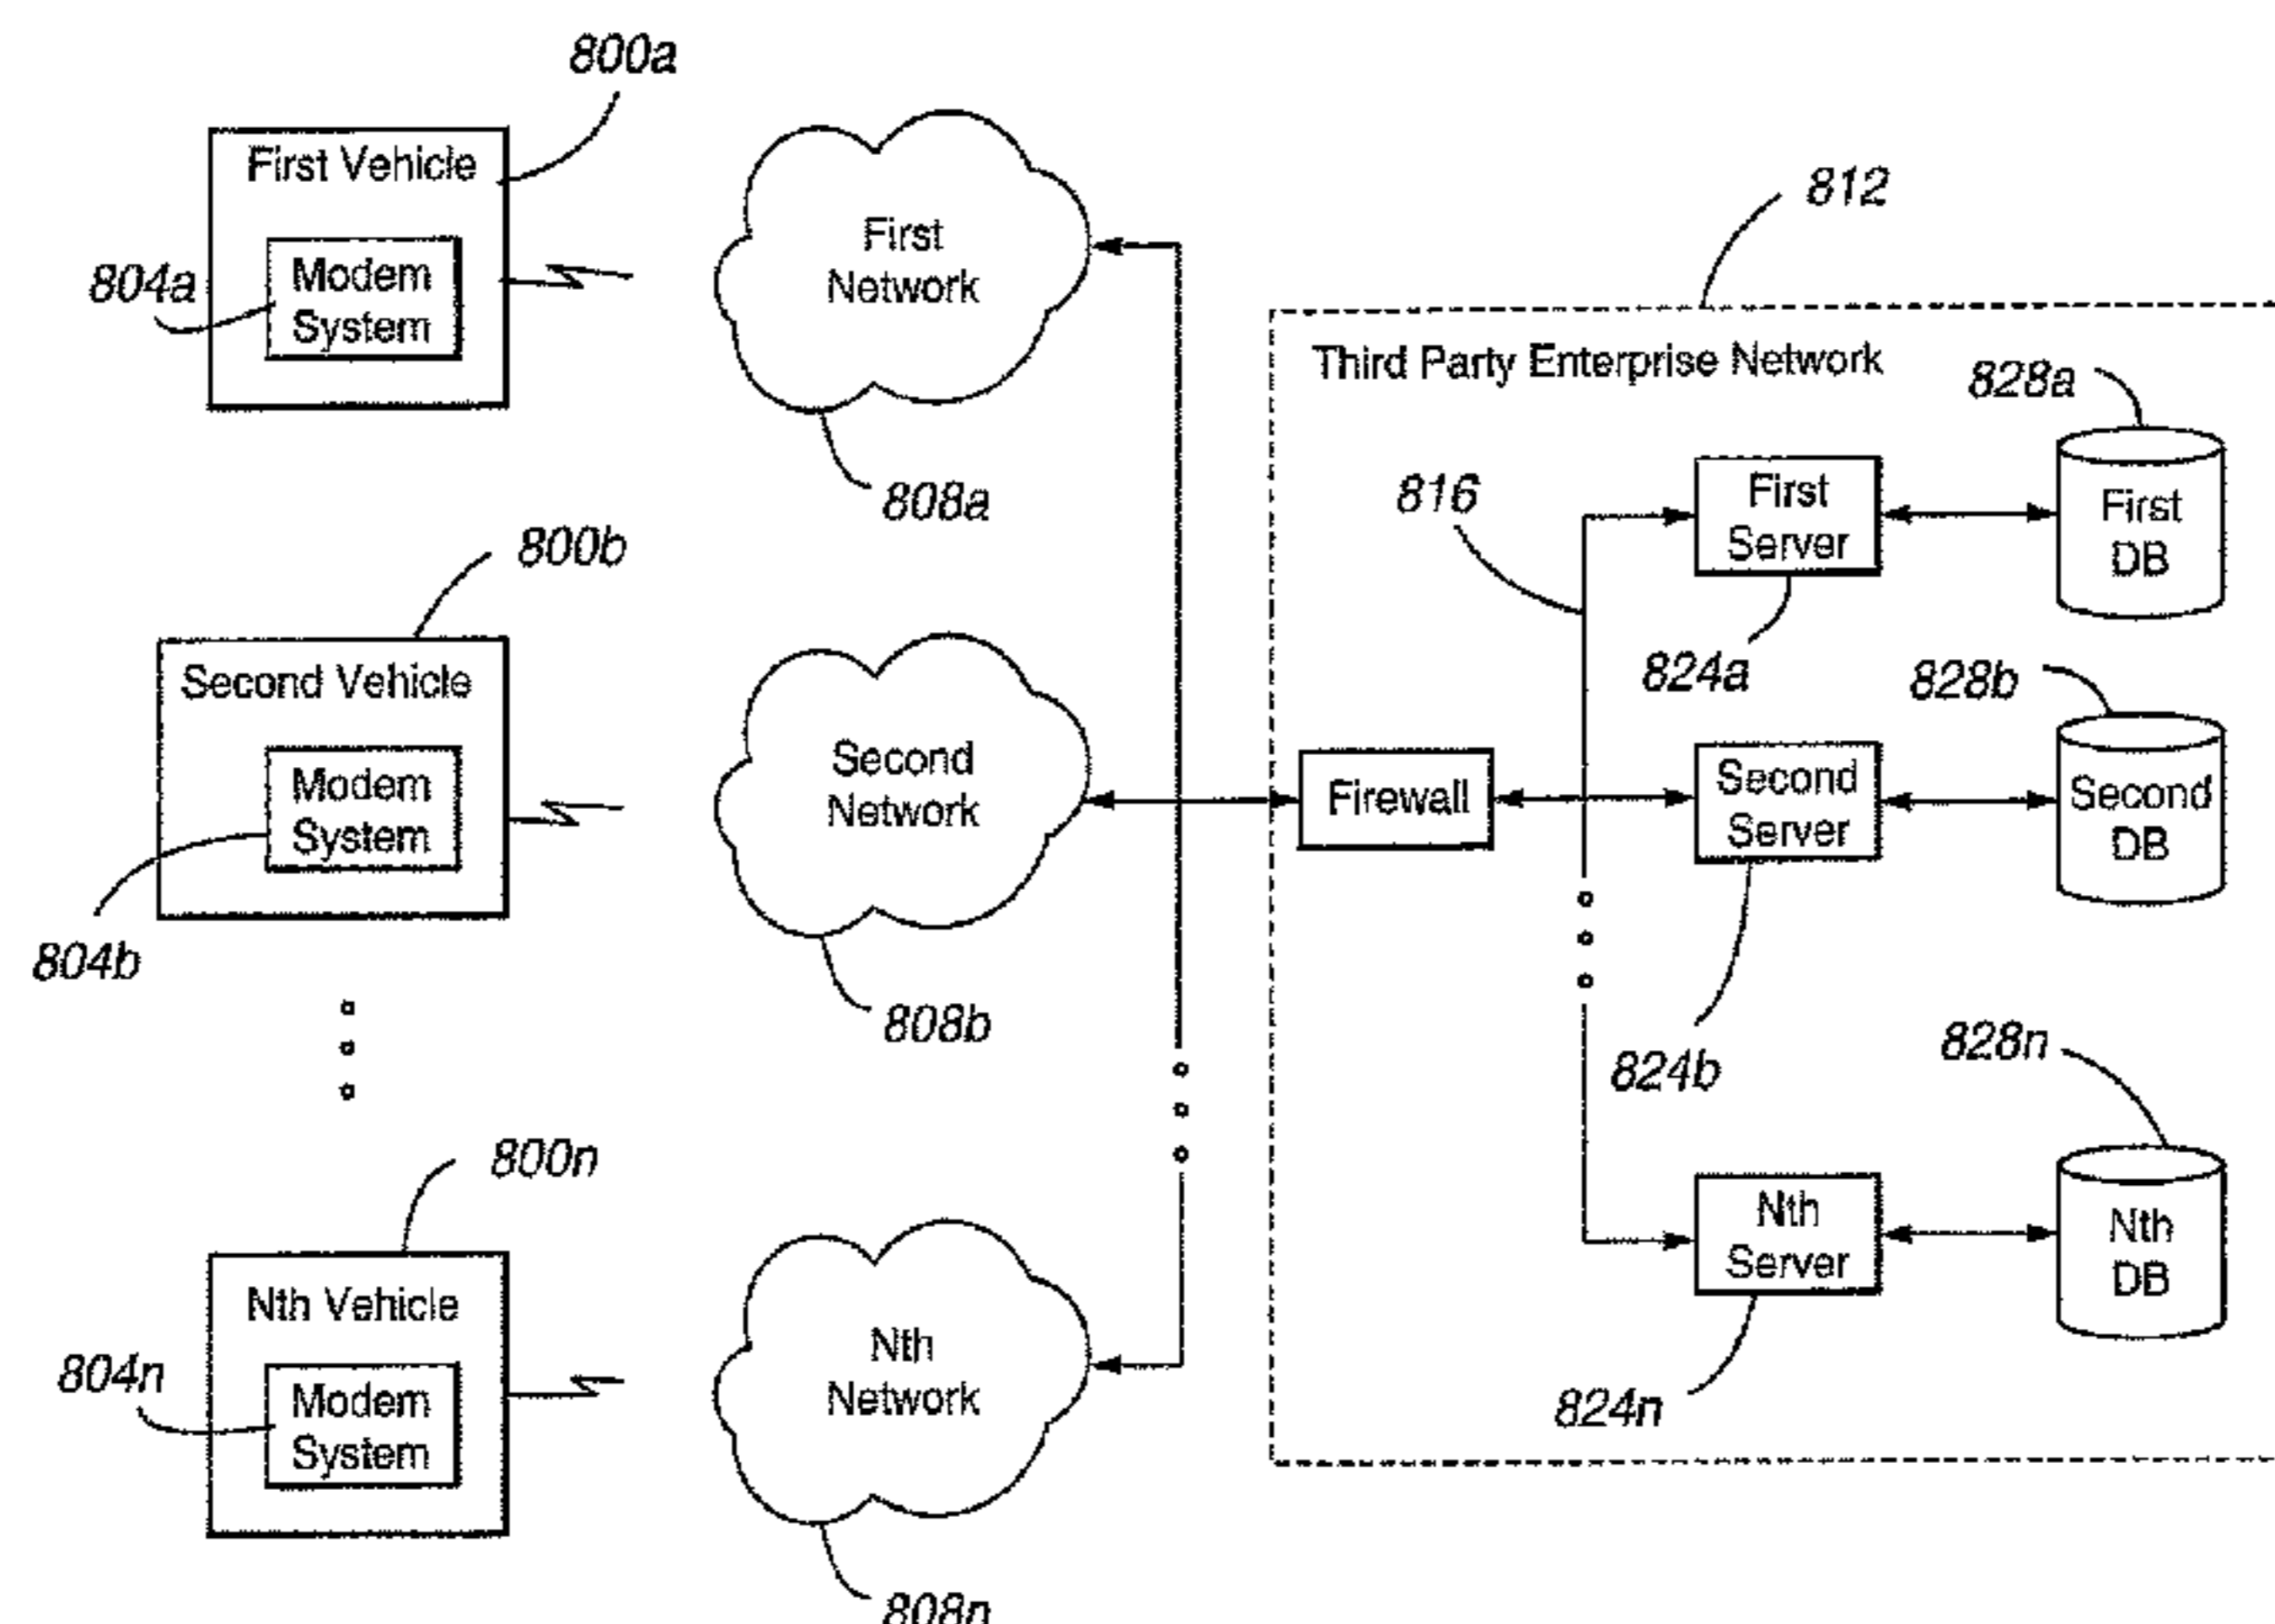 800a
First Vehicle
804a
Modem
System
First
Network
808a
812
Third Party Enterprise Network
828a
816
First
Server
First
DB
824a
800b
Second Vehicle
Modem
System
804b
Second
Network
808b
Firewall
828b
Second
Server
Second
DB
824b
828n
800n
Nth Vehicle
804n
Modem
System
Nth
Network
808n
Nth
Server
Nth
DB
824n